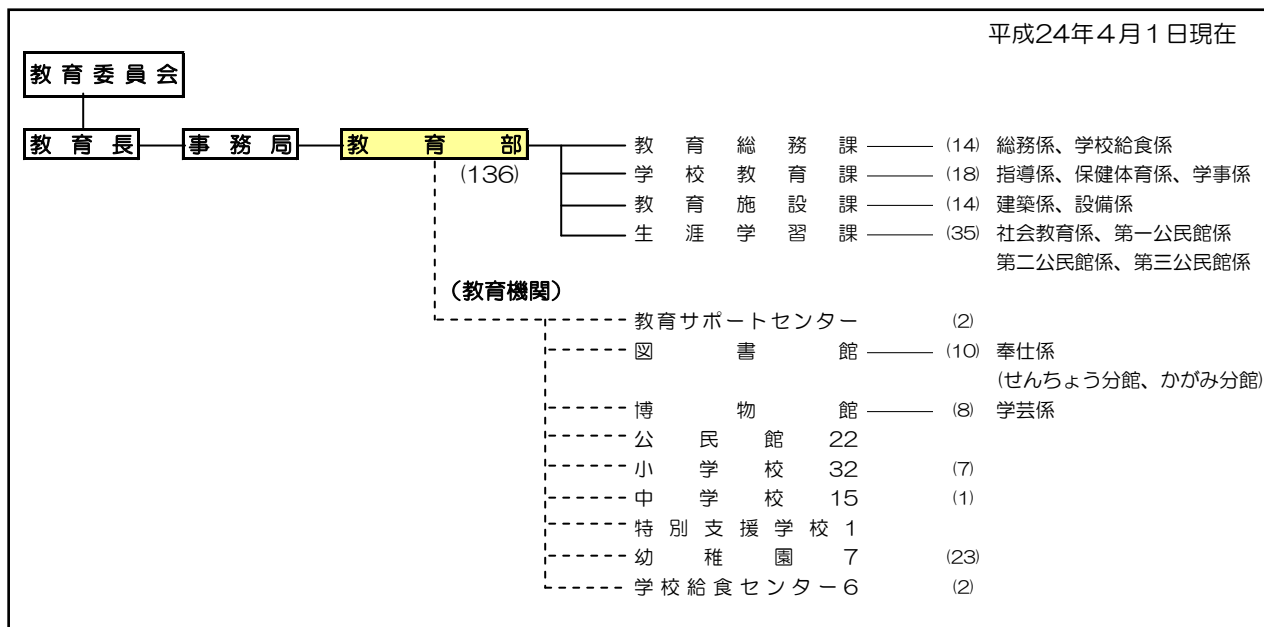 平成24年4月1日現在
教育委員会
教育長 事務局 教育部
(136)
教育総務課 (14) 総務係、学校給食係
学校教育課 (18) 指導係、保健体育係、学事係
教育施設課 (14) 建築係、設備係
生涯学習課 (35) 社会教育係、第一公民館係
第二公民館係、第三公民館係
(教育機関)
教育サポートセンター (2)
図書館 (10) 奉仕係
(せんちょう分館、かがみ分館)
博物館 (8) 学芸係
公民館 22
小学校 32 (7)
中学校 15 (1)
特別支援学校 1
幼稚園 7 (23)
学校給食センター 6 (2)